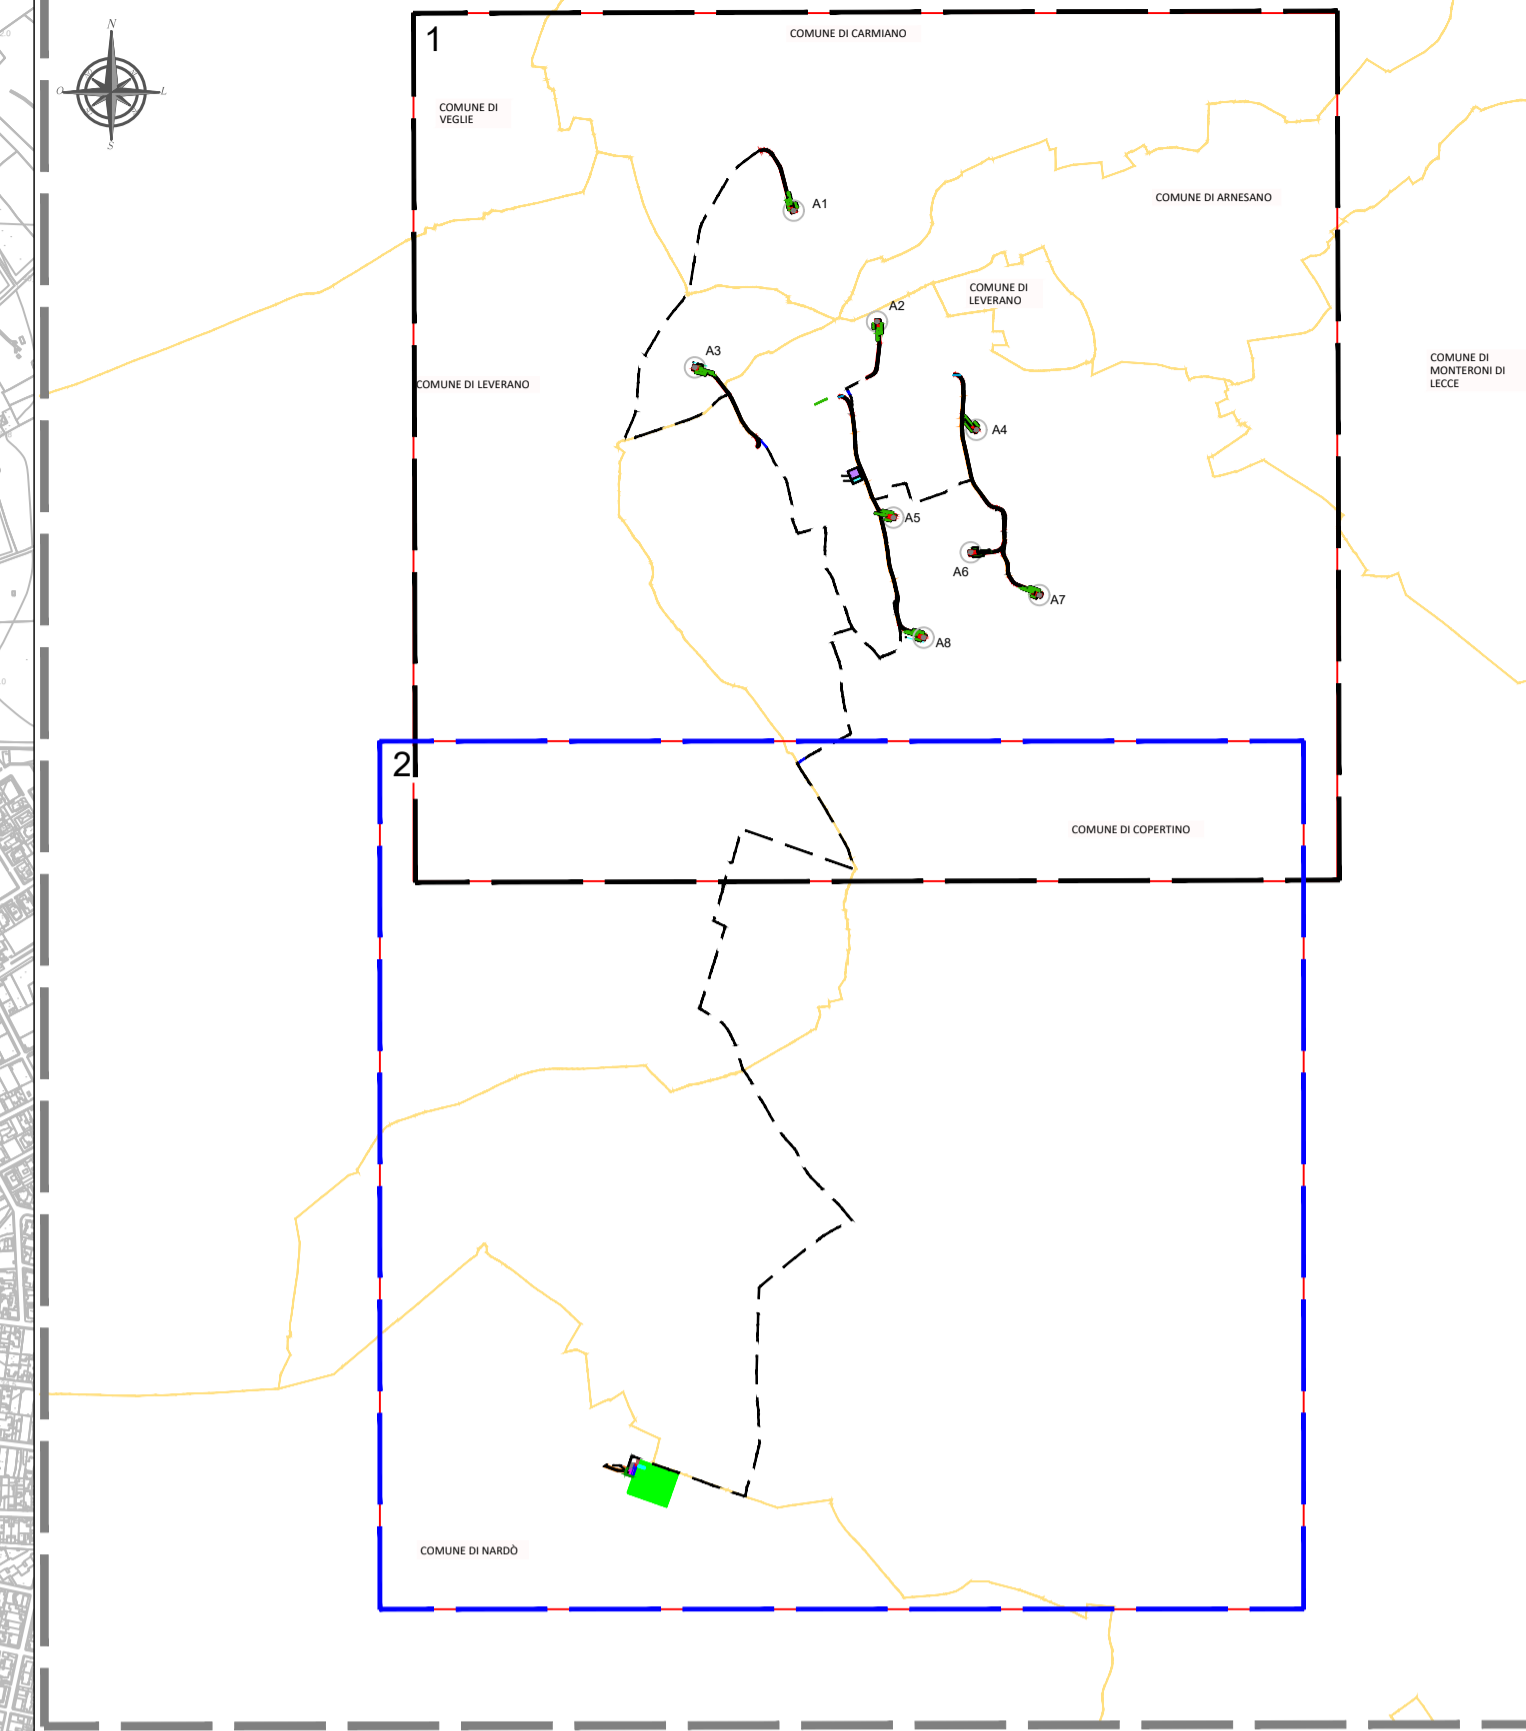 N
O
L
S
1
COMUNE DI CARMIANO
COMUNE DI
VEGLIE
COMUNE DI ARNESANO
A1
COMUNE DI
LEVERANO
A2
A3
COMUNE DI LEVERANO
COMUNE DI
MONTERONI DI
LECCE
A4
A5
A6
A7
A8
2
COMUNE DI COPERTINO
COMUNE DI NARDÒ